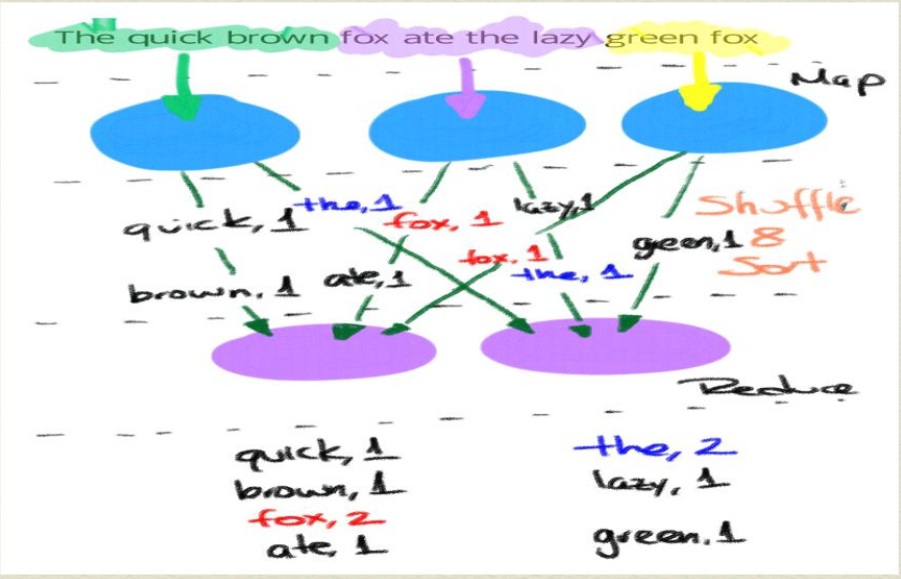 The quick brown fox ate the lazy green fox
Map
the, 1
lazy, 1
Shuffle
quick, 1
fox, 1
green, 1
&
fox, 1
the, 1
Sort
brown, 1
ate, 1
Reduce
quick, 1
the, 2
brown, 1
lazy, 1
fox, 2
ate, 1
green, 1